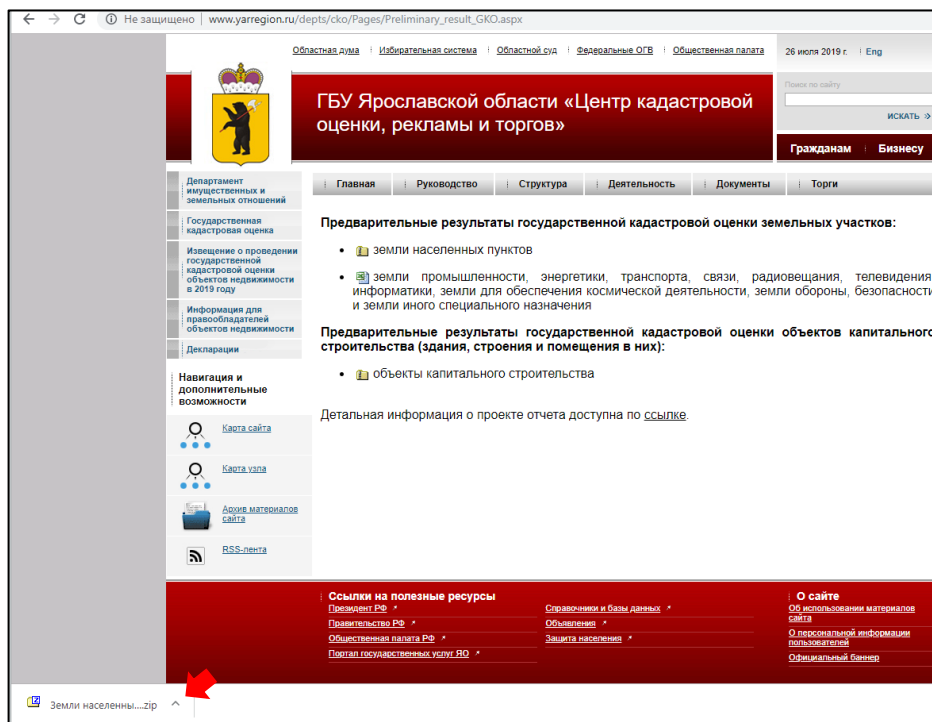 Не защищено | www.yarregion.ru/depts/cko/Pages/Preliminary_result_GKO.aspx
Областная дума Избирательная система Областной суд Федеральные ОГВ Общественная палата
26 июля 2019 г. Eng
Поиск по сайту
ИСКАТЬ
ГБУ Ярославской области «Центр кадастровой
оценки, рекламы и торгов»
Гражданам Бизнесу
Главная Руководство Структура Деятельность Документы Торги
Департамент
имущественных и
земельных отношений
Государственная
кадастровая оценка
Извещение о проведении
государственной
кадастровой оценки
объектов недвижимости
в 2019 году
Информация для
правообладателей
объектов недвижимости
Декларации
Навигация и
дополнительные
возможности
Карта сайта
Карта узла
Архив материалов
сайта
RSS-лента
Предварительные результаты государственной кадастровой оценки земельных участков:
• земли населенных пунктов
• земли промышленности, энергетики, транспорта, связи, радиовещания, телевидения,
информатики, земли для обеспечения космической деятельности, земли обороны, безопасности
и земли иного специального назначения
Предварительные результаты государственной кадастровой оценки объектов капитального
строительства (здания, строения и помещения в них):
• объекты капитального строительства
Детальная информация о проекте отчета доступна по ссылке.
Ссылки на полезные ресурсы
Президент РФ
Правительство РФ
Общественная палата РФ
Портал государственных услуг ЯО
Справочники и базы данных
Объявления
Защита населения
О сайте
Об использовании материалов
сайта
О персональной информации
пользователей
Официальный баннер
Земли населенны....zip